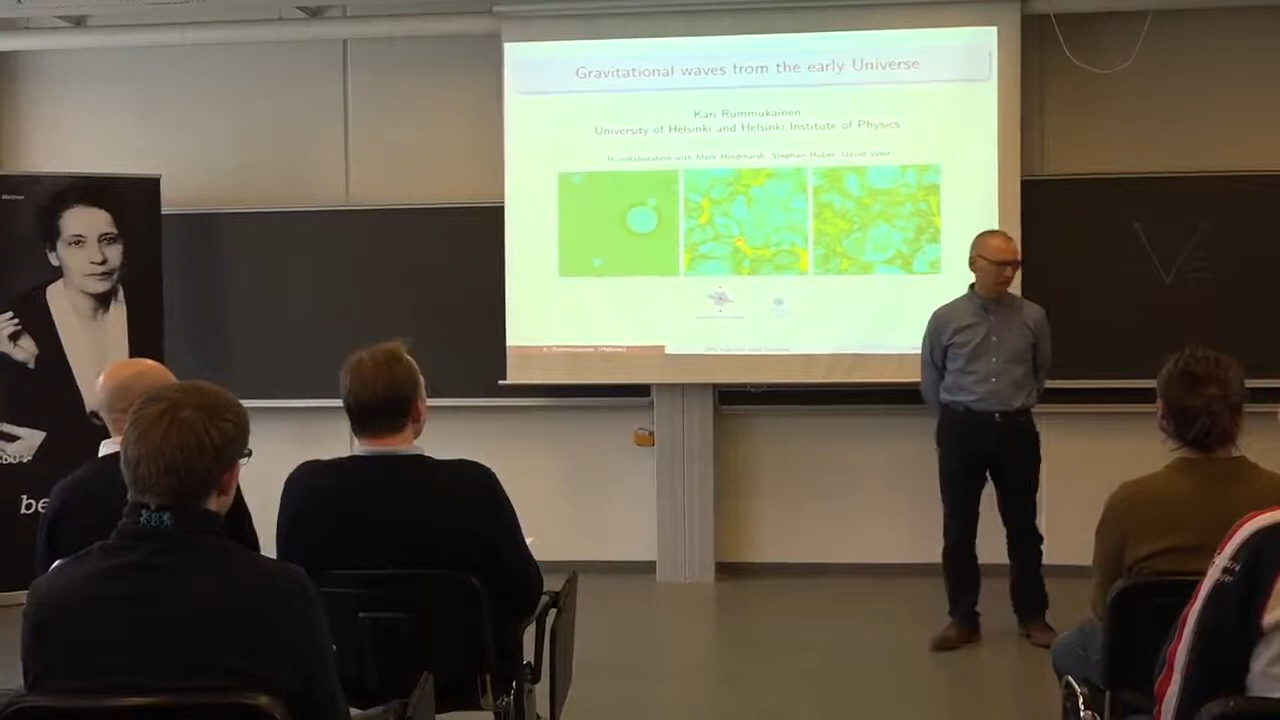 Gravitational waves from the early Universe
Kari Rummukainen
University of Helsinki and Helsinki Institute of Physics
In collaboration with Mark Hindmarsh, Stephan Huber, David Weir
be
B